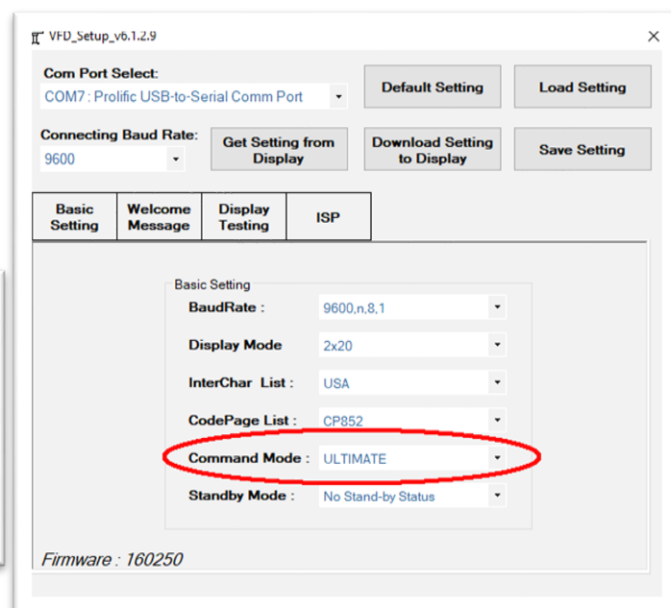 VFD_Setup_v6.1.2.9
Com Port Select:
COM7 : Prolific USB-to-Serial Comm Port
Default Setting
Load Setting
Connecting Baud Rate:
9600
Get Setting from
Display
Download Setting
to Display
Save Setting
Basic
Setting
Welcome
Message
Display
Testing
ISP
Basic Setting
BaudRate :
9600,n,8,1
Display Mode
2x20
InterChar List :
USA
CodePage List :
CP852
Command Mode :
ULTIMATE
Standby Mode :
No Stand-by Status
Firmware : 160250